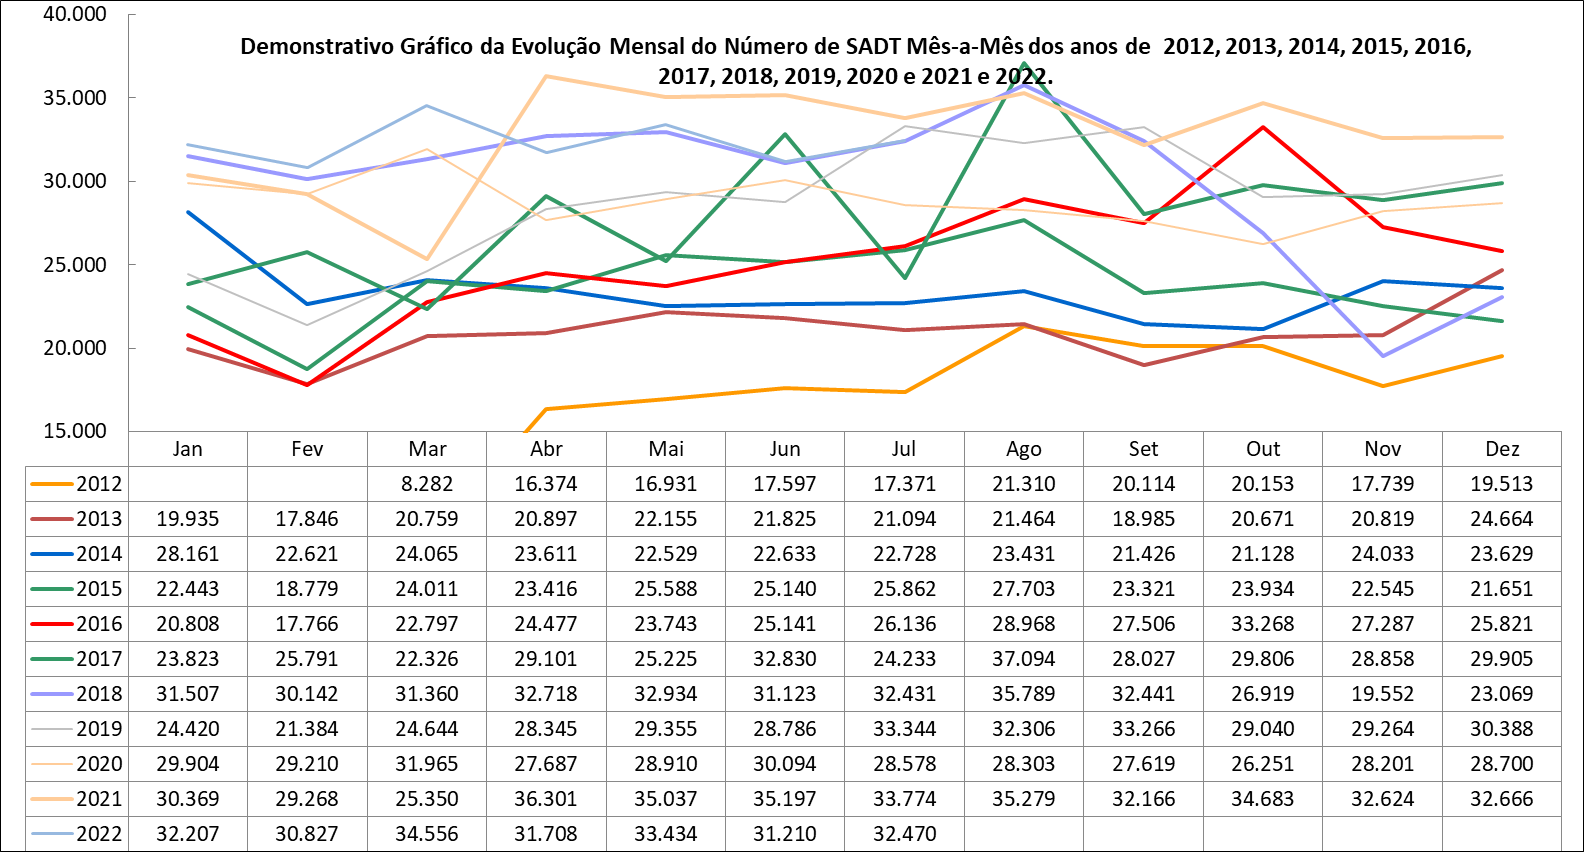 40.000
Demonstrativo Gráfico da Evolução Mensal do Número de SADT Mês-a-Mês dos anos de 2012, 2013, 2014, 2015, 2016,
2017, 2018, 2019, 2020 e 2021 e 2022.
35.000
30.000
25.000
20.000
15.000
Jan Fev Mar Abr Mai Jun Jul Ago Set Out Nov Dez
2012 8.282 16.374 16.931 17.597 17.371 21.310 20.114 20.153 17.739 19.513
2013 19.935 17.846 20.759 20.897 22.155 21.825 21.094 21.464 18.985 20.671 20.819 24.664
2014 28.161 22.621 24.065 23.611 22.529 22.633 22.728 23.431 21.426 21.128 24.033 23.629
2015 22.443 18.779 24.011 23.416 25.588 25.140 25.862 27.703 23.321 23.934 22.545 21.651
2016 20.808 17.766 22.797 24.477 23.743 25.141 26.136 28.968 27.506 33.268 27.287 25.821
2017 23.823 25.791 22.326 29.101 25.225 32.830 24.233 37.094 28.027 29.806 28.858 29.905
2018 31.507 30.142 31.360 32.718 32.934 31.123 32.431 35.789 32.441 26.919 19.552 23.069
2019 24.420 21.384 24.644 28.345 29.355 28.786 33.344 32.306 33.266 29.040 29.264 30.388
2020 29.904 29.210 31.965 27.687 28.910 30.094 28.578 28.303 27.619 26.251 28.201 28.700
2021 30.369 29.268 25.350 36.301 35.037 35.197 33.774 35.279 32.166 34.683 32.624 32.666
2022 32.207 30.827 34.556 31.708 33.434 31.210 32.470